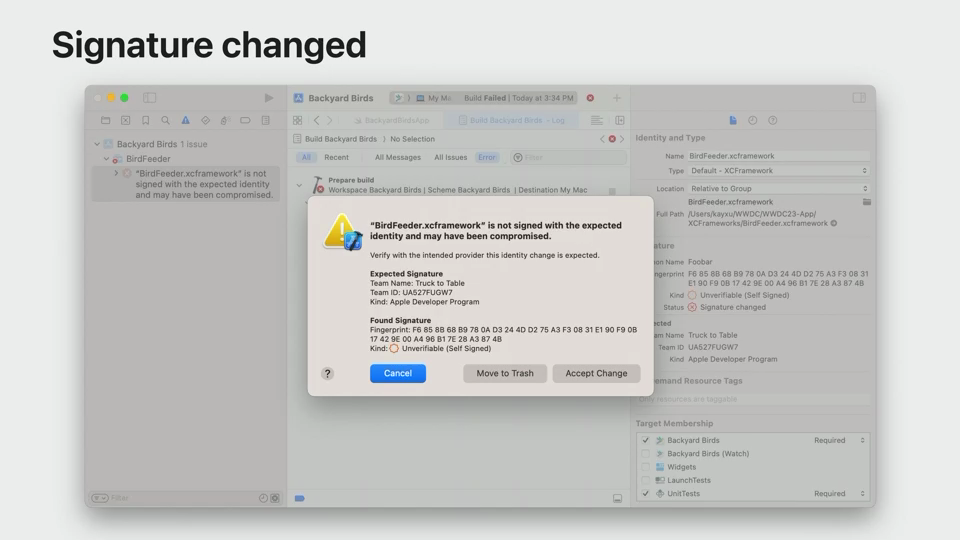 Signature changed
Backyard Birds
My M
Build Failed | Today at 3:34 PM
BackyardBirdsApp
Build Backyard Birds – Log
Backyard Birds 1 issue
BirdFeeder
“BirdFeeder.xcframework” is not
signed with the expected identity
and may have been compromised.
Build Backyard Birds
No Selection
All
Recent
All Messages
All Issues
Error
Filter
Prepare build
Workspace Backyard Birds | Scheme Backyard Birds | Destination My Mac
“BirdFeeder.xcframework” is not signed with the expected
identity and may have been compromised.
Verify with the intended provider this identity change is expected.
Expected Signature
Team Name: Truck to Table
Team ID: UA527FUGW7
Kind: Apple Developer Program
Found Signature
Fingerprint: F6 85 8B 68 B9 78 0A D3 24 4D D2 75 A3 F3 08 31 E1 90 F9 0B
17 42 9E 00 A4 96 B1 7E 28 A3 87 4B
Kind: Unverifiable (Self Signed)
?
Cancel
Move to Trash
Accept Change
Identity and Type
Name BirdFeeder.xcframework
Type Default - XCFramework
Location Relative to Group
BirdFeeder.xcframework
Full Path /Users/kayxu/WWDC/WWDC23-App/
XCFrameworks/BirdFeeder.xcframework
ature
on Name Foobar
ngerprint F6 85 8B 68 B9 78 0A D3 24 4D D2 75 A3 F3 08 31
E1 90 F9 0B 17 42 9E 00 A4 96 B1 7E 28 A3 87 4B
Kind Unverifiable (Self Signed)
Status Signature changed
ected
Team Name Truck to Table
Team ID UA527FUGW7
Kind Apple Developer Program
Demand Resource Tags
resources are taggable
Target Membership
Backyard Birds Required
Backyard Birds (Watch)
Widgets
LaunchTests
UnitTests Required
Filter